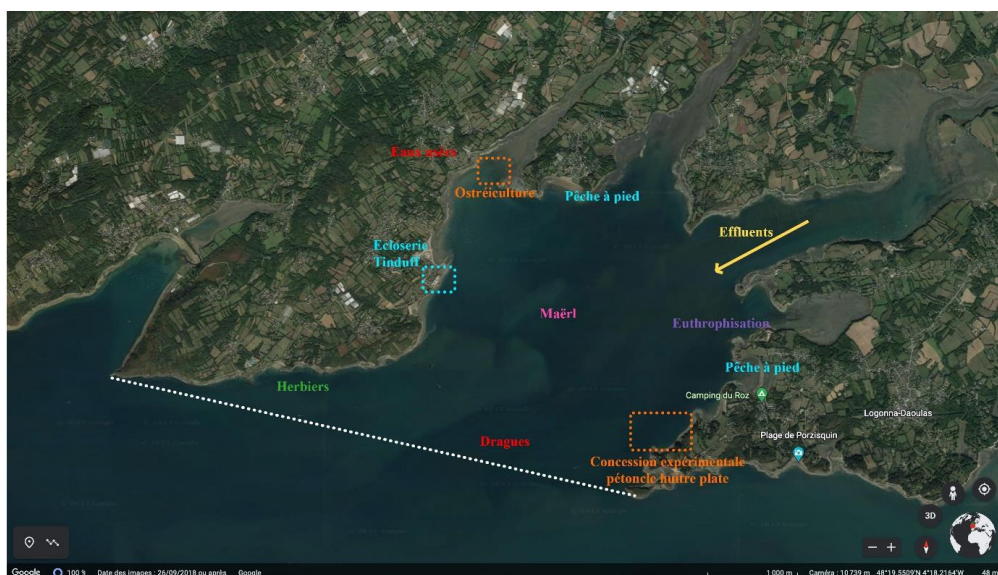 Eaux usées
Ostréiculture
Pêche à pied
Effluents
Ecloserie
Tinduff
Maërl
Euthrophisation
Pêche à pied
Herbiers
Camping du Roz
Logonna-Daoulas
Dragues
Plage de Porzisquin
Concession expérimentale
pétoncle huître plate
3D
Google 100 % Date des images : 26/09/2018 ou après Google 1 000 m Caméra : 10 739 m 48°19.5509'N 4°18.2164'W 48 m